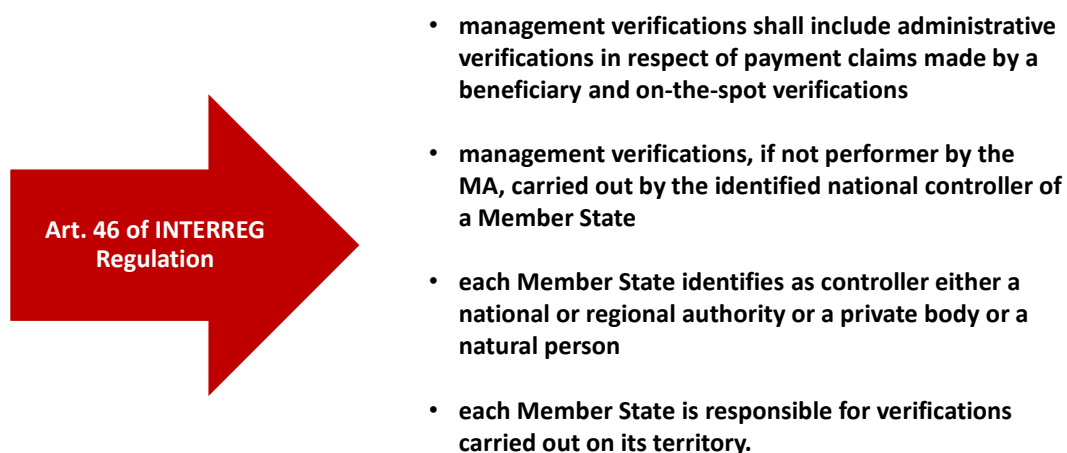 • management verifications shall include administrative
verifications in respect of payment claims made by a
beneficiary and on-the-spot verifications
• management verifications, if not performer by the
MA, carried out by the identified national controller of
a Member State
Art. 46 of INTERREG
Regulation
• each Member State identifies as controller either a
national or regional authority or a private body or a
natural person
• each Member State is responsible for verifications
carried out on its territory.